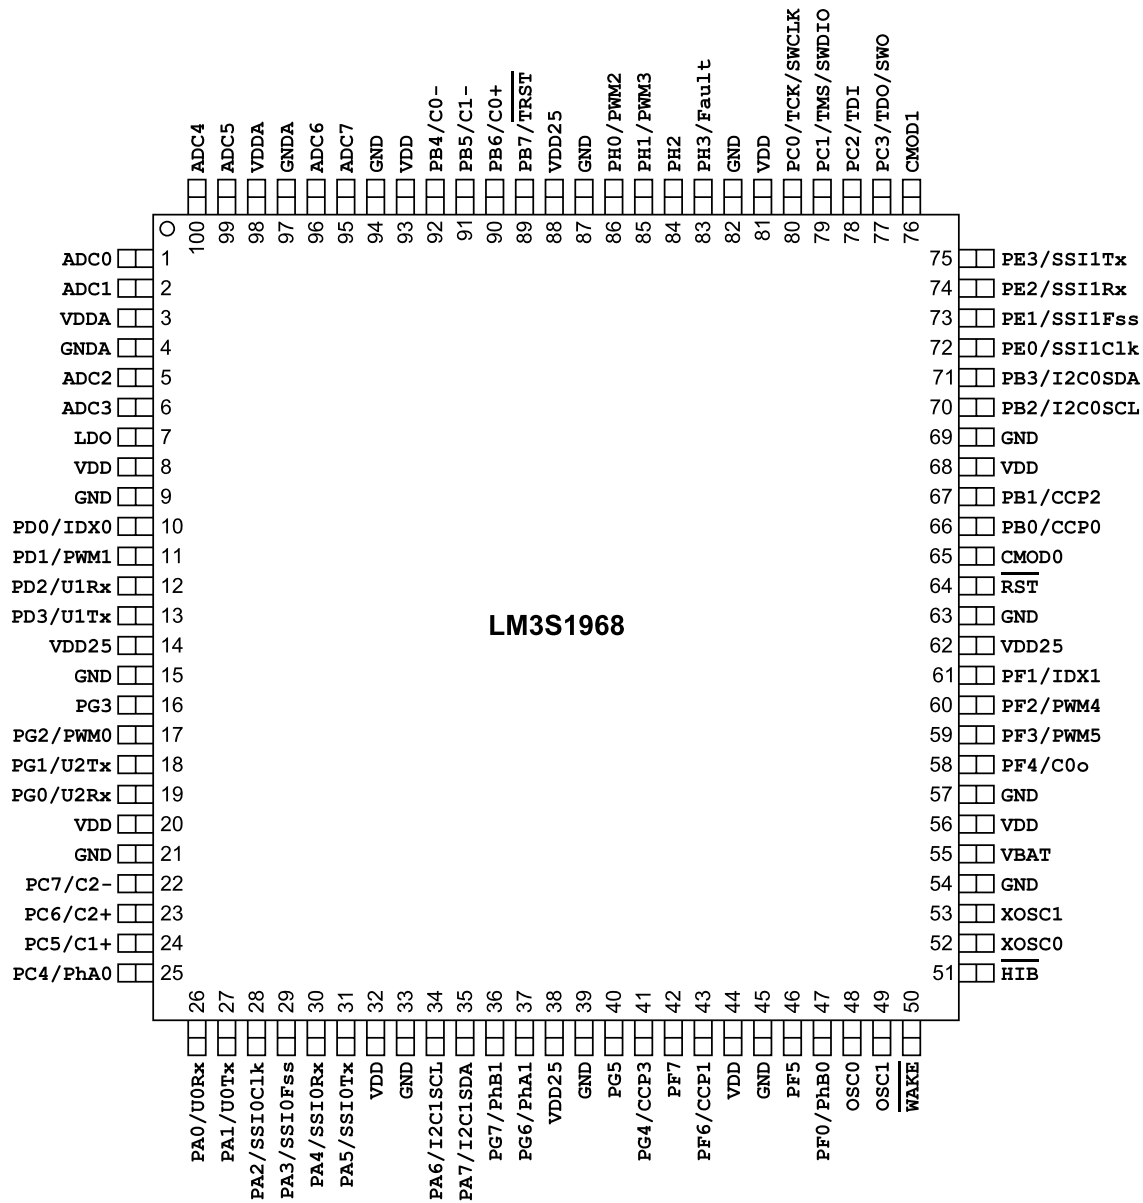 ADC4
ADC5
VDDA
GNDA
ADC6
ADC7
GND
VDD
PB4/C0-
PB5/C1-
PB6/C0+
PB7/TRST
VDD25
GND
PH0/PWM2
PH1/PWM3
PH2
PH3/Fault
GND
VDD
PC0/TCK/SWCLK
PC1/TMS/SWDIO
PC2/TDI
PC3/TDO/SWO
CMOD1
100
99
98
97
96
95
94
93
92
91
90
89
88
87
86
85
84
83
82
81
80
79
78
77
76
ADC0 1
ADC1 2
VDDA 3
GNDA 4
ADC2 5
ADC3 6
LDO 7
VDD 8
GND 9
PD0/IDX0 10
PD1/PWM1 11
PD2/U1Rx 12
PD3/U1Tx 13
VDD25 14
GND 15
PG3 16
PG2/PWM0 17
PG1/U2Tx 18
PG0/U2Rx 19
VDD 20
GND 21
PC7/C2- 22
PC6/C2+ 23
PC5/C1+ 24
PC4/PhA0 25
LM3S1968
75 PE3/SSI1Tx
74 PE2/SSI1Rx
73 PE1/SSI1Fss
72 PE0/SSI1Clk
71 PB3/I2C0SDA
70 PB2/I2C0SCL
69 GND
68 VDD
67 PB1/CCP2
66 PB0/CCP0
65 CMOD0
64 RST
63 GND
62 VDD25
61 PF1/IDX1
60 PF2/PWM4
59 PF3/PWM5
58 PF4/C0o
57 GND
56 VDD
55 VBAT
54 GND
53 XOSC1
52 XOSC0
51 HIB
26
27
28
29
30
31
32
33
34
35
36
37
38
39
40
41
42
43
44
45
46
47
48
49
50
PA0/U0Rx
PA1/U0Tx
PA2/SSI0Clk
PA3/SSI0Fss
PA4/SSI0Rx
PA5/SSI0Tx
VDD
GND
PA6/I2C1SCL
PA7/I2C1SDA
PG7/PhB1
PG6/PhA1
VDD25
GND
PG5
PG4/CCP3
PF7
PF6/CCP1
VDD
GND
PF5
PF0/PhB0
OSC0
OSC1
WAKE